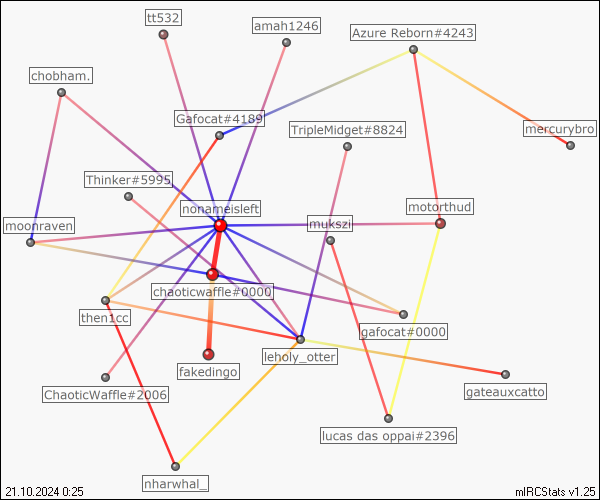 tt532
amah1246
Azure Reborn#4243
chobham.
Gafocat#4189
TripleMidget#8824
mercurybro
Thinker#5995
nonameisleft
motorthud
moonraven
mukszi
chaoticwaffle#0000
then1cc
gafocat#0000
leholy_otter
fakedingo
ChaoticWaffle#2006
gateauxcatto
lucas das oppai#2396
nharwhal_
21.10.2024 0:25
mIRCStats v1.25